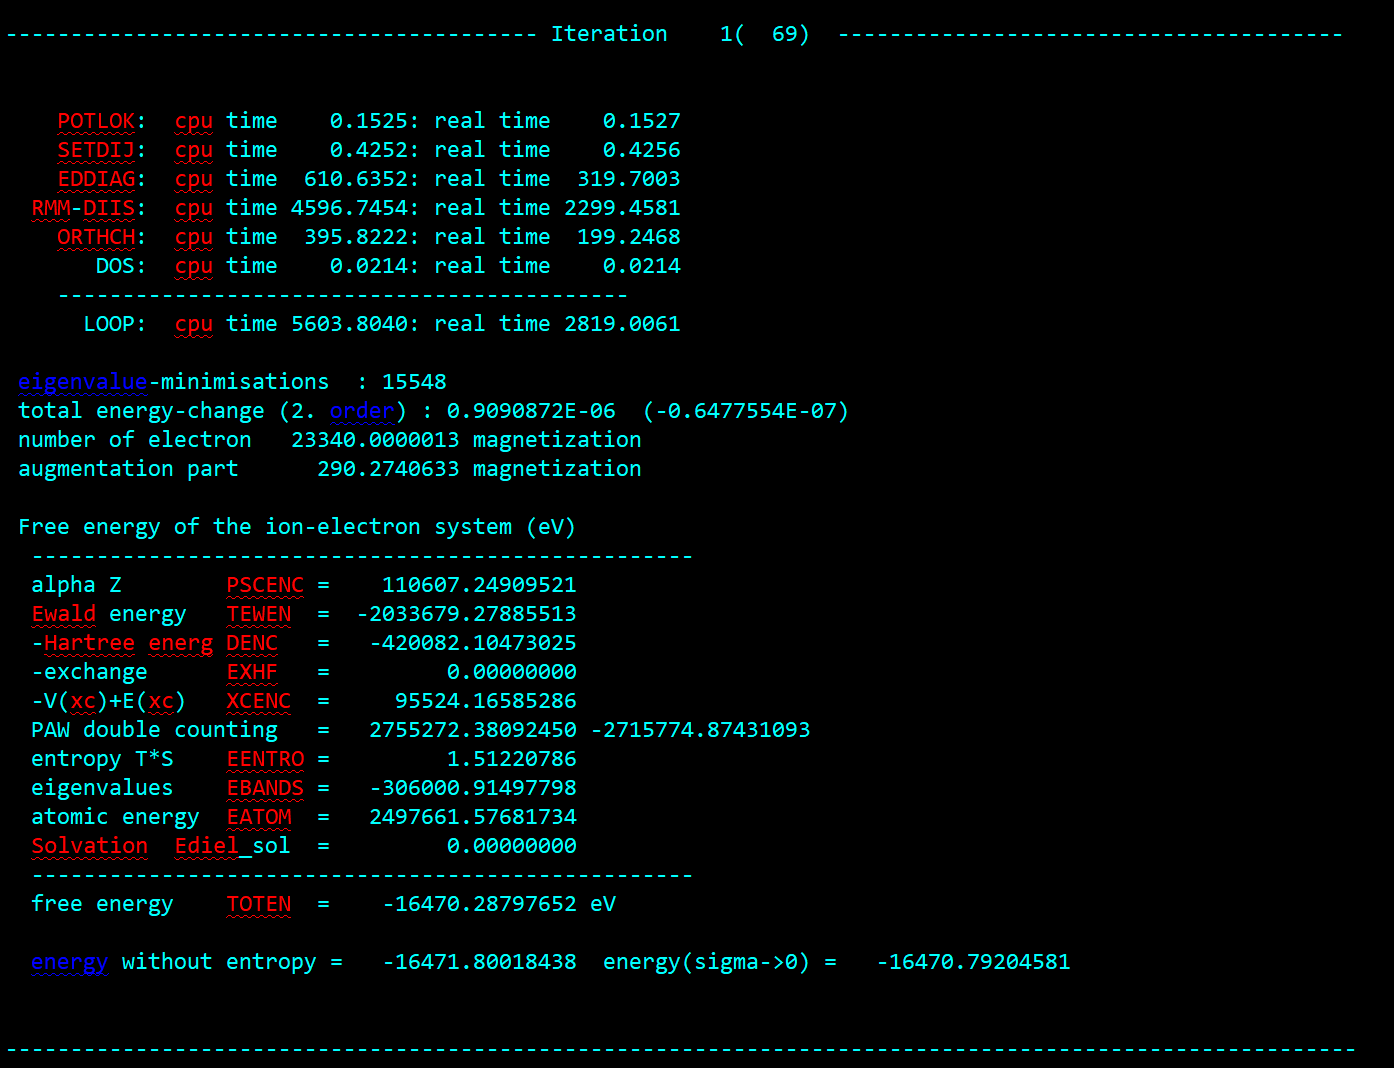 ----------------------------------------- Iteration    1(  69)  ---------------------------------------
POTLOK:  cpu time    0.1525: real time    0.1527
SETDIJ:  cpu time    0.4252: real time    0.4256
EDDIAG:  cpu time  610.6352: real time  319.7003
RMM-DIIS:  cpu time 4596.7454: real time 2299.4581
ORTHCH:  cpu time  395.8222: real time  199.2468
DOS:  cpu time    0.0214: real time    0.0214
--------------------------------------------
LOOP:  cpu time 5603.8040: real time 2819.0061
eigenvalue-minimisations  : 15548
total energy-change (2. order) : 0.9090872E-06  (-0.6477554E-07)
number of electron   23340.0000013 magnetization
augmentation part      290.2740633 magnetization
Free energy of the ion-electron system (eV)
---------------------------------------------------
alpha Z        PSCENC =    110607.24909521
Ewald energy   TEWEN  =  -2033679.27885513
-Hartree energ DENC   =   -420082.10473025
-exchange      EXHF   =         0.00000000
-V(xc)+E(xc)   XCENC  =     95524.16585286
PAW double counting   =   2755272.38092450 -2715774.87431093
entropy T*S    EENTRO =         1.51220786
eigenvalues    EBANDS =   -306000.91497798
atomic energy  EATOM  =   2497661.57681734
Solvation  Ediel_sol  =         0.00000000
---------------------------------------------------
free energy    TOTEN  =    -16470.28797652 eV
energy without entropy =   -16471.80018438  energy(sigma->0) =   -16470.79204581
--------------------------------------------------------------------------------------------------------